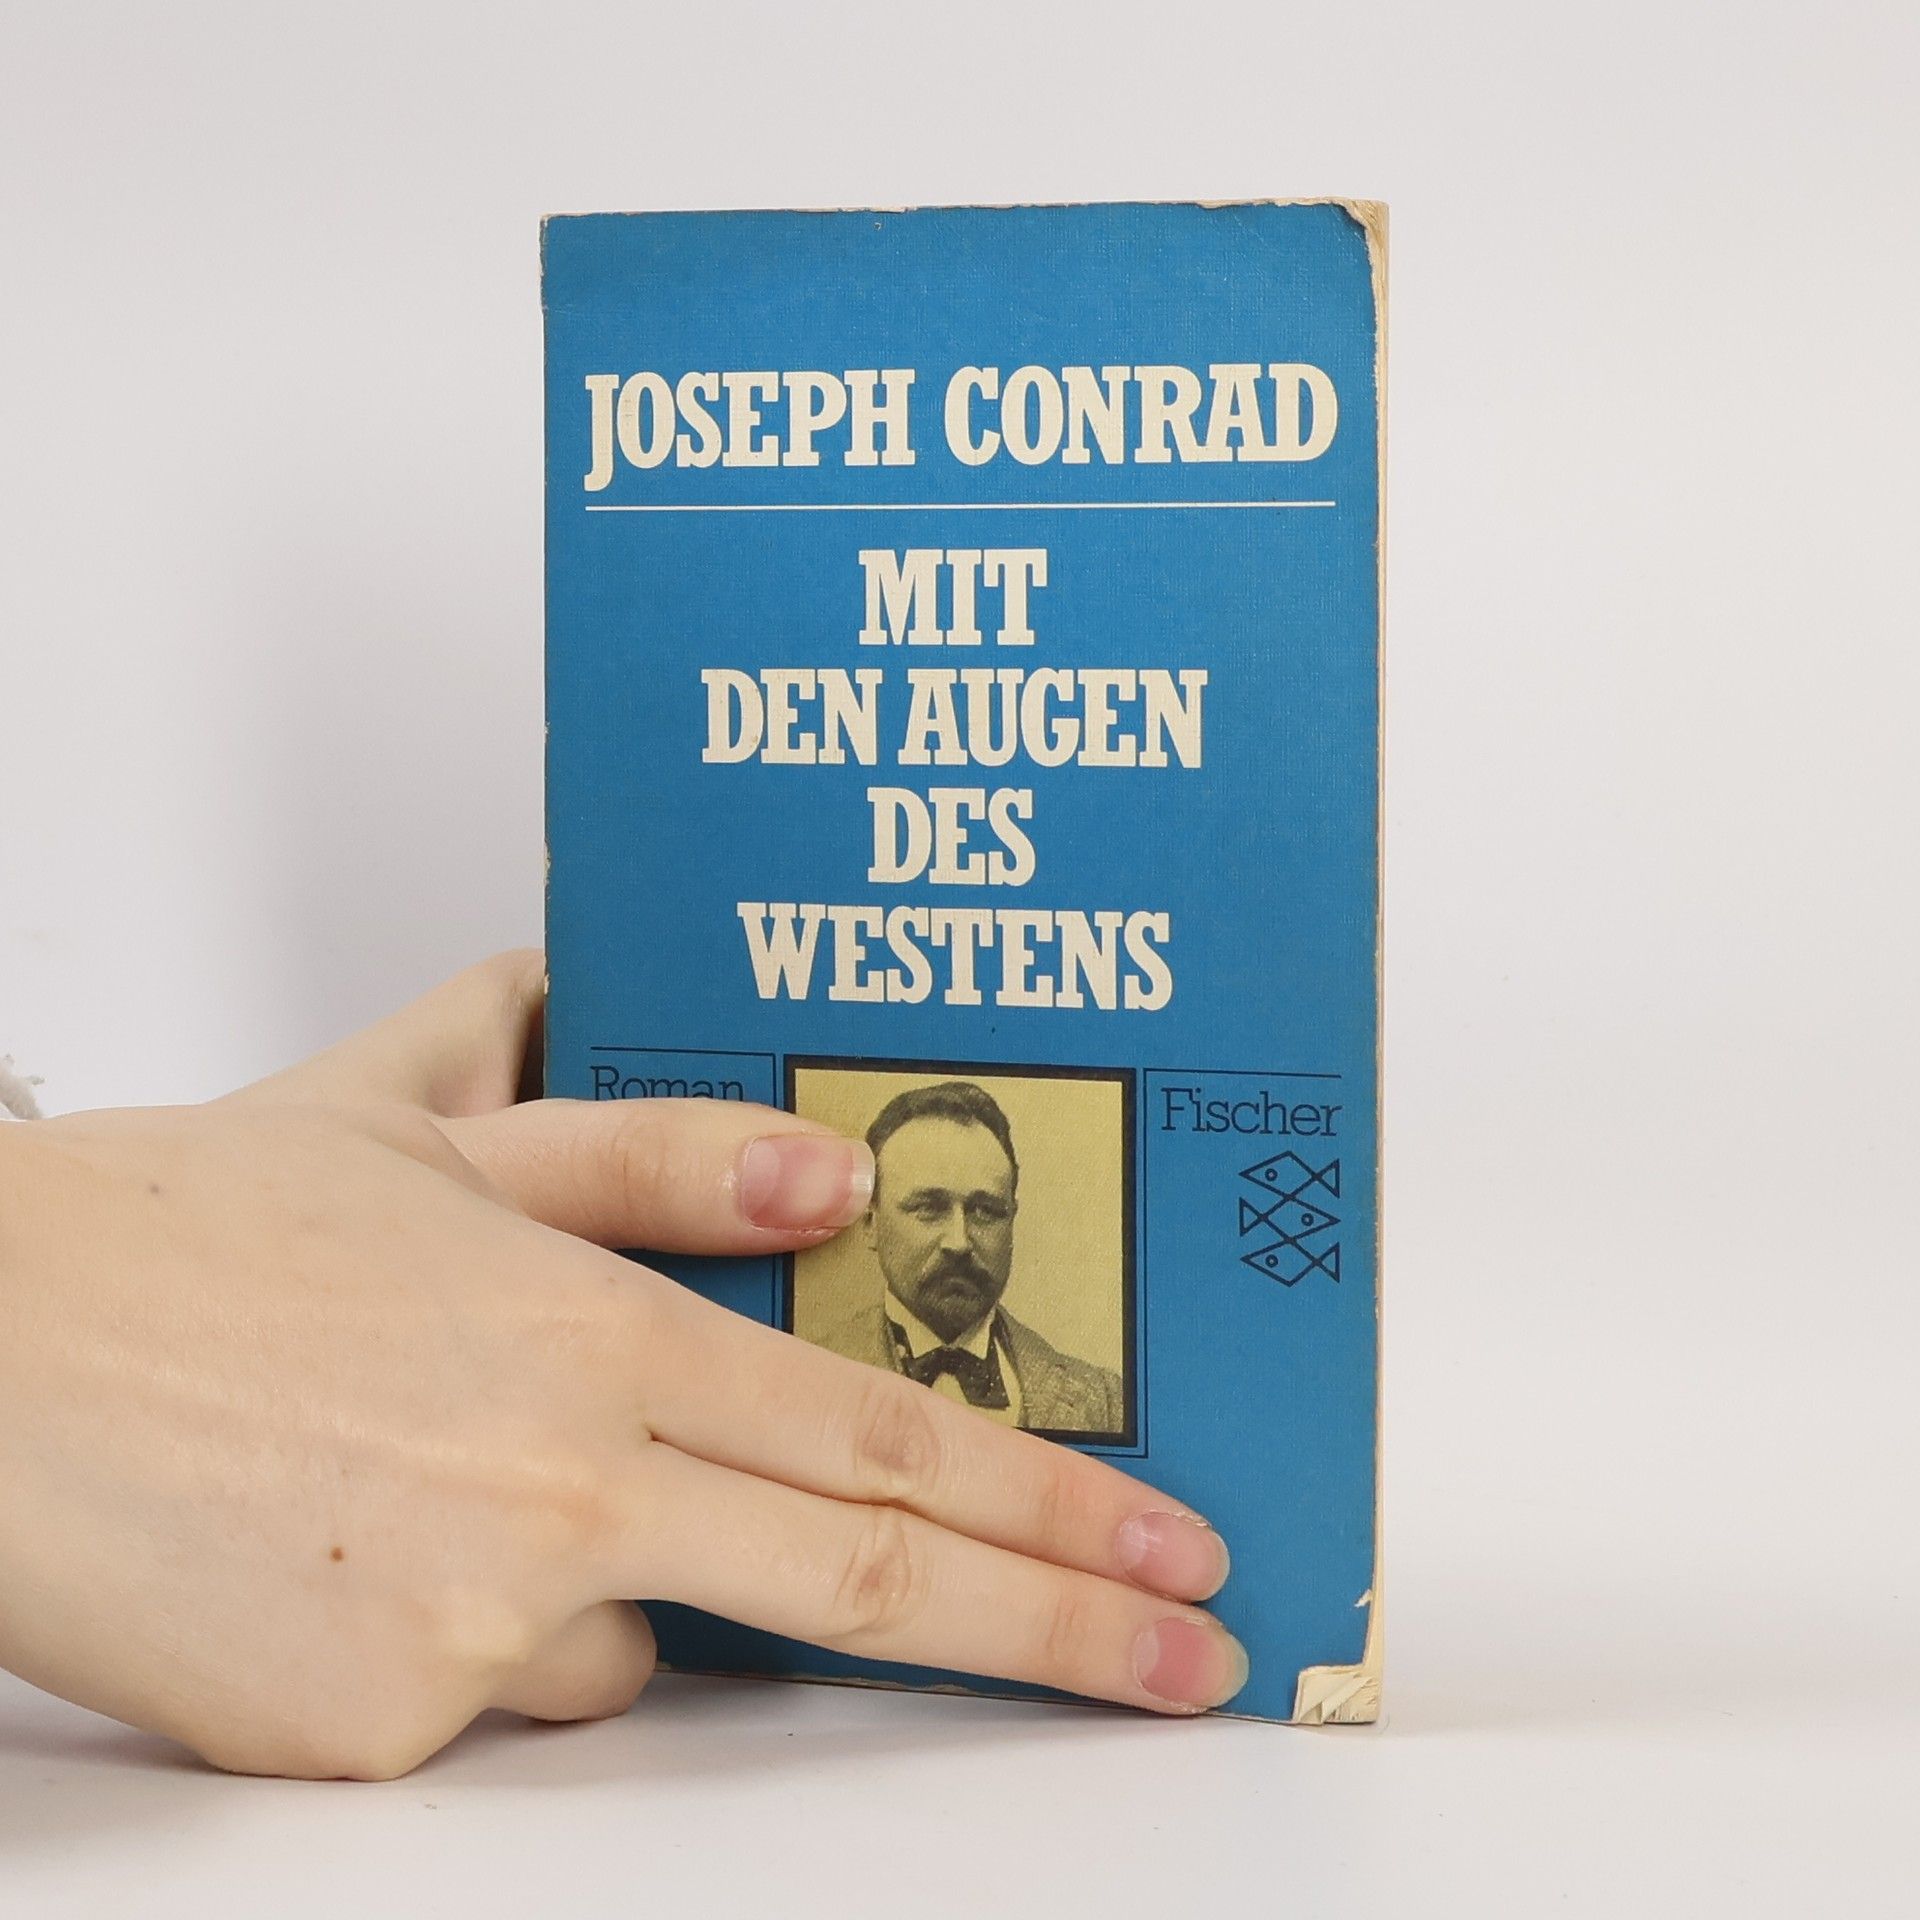 JOSEPH CONRAD
MIT
DEN AUGEN
DES
WESTENS
Roman
Fischer